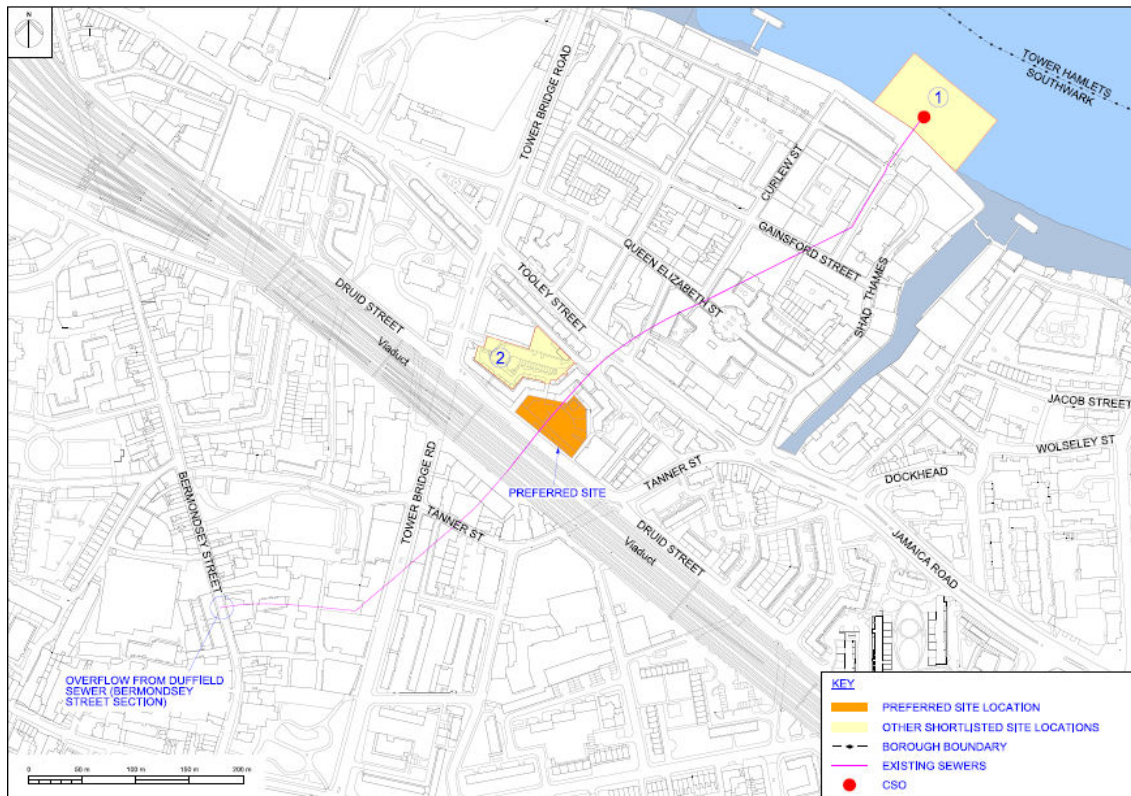 N
TOWER BRIDGE ROAD
TOWER HAMLETS
SOUTHWARK
1
CURLEW ST
GAINSFORD STREET
QUEEN ELIZABETH ST
SHAD THAMES
TOOLEY STREET
DRUID STREET
Viaduct
2
JACOB STREET
WOLSELEY ST
DOCKHEAD
TANNER ST
PREFERRED SITE
BERMONDSEY STREET
TOWER BRIDGE RD
TANNER ST
DRUID STREET
Viaduct
JAMAICA ROAD
OVERFLOW FROM DUFFIELD
SEWER (BERMONDSEY
STREET SECTION)
KEY
PREFERRED SITE LOCATION
OTHER SHORTLISTED SITE LOCATIONS
BOROUGH BOUNDARY
EXISTING SEWERS
CSO
0 50 m 100 m 150 m 200 m